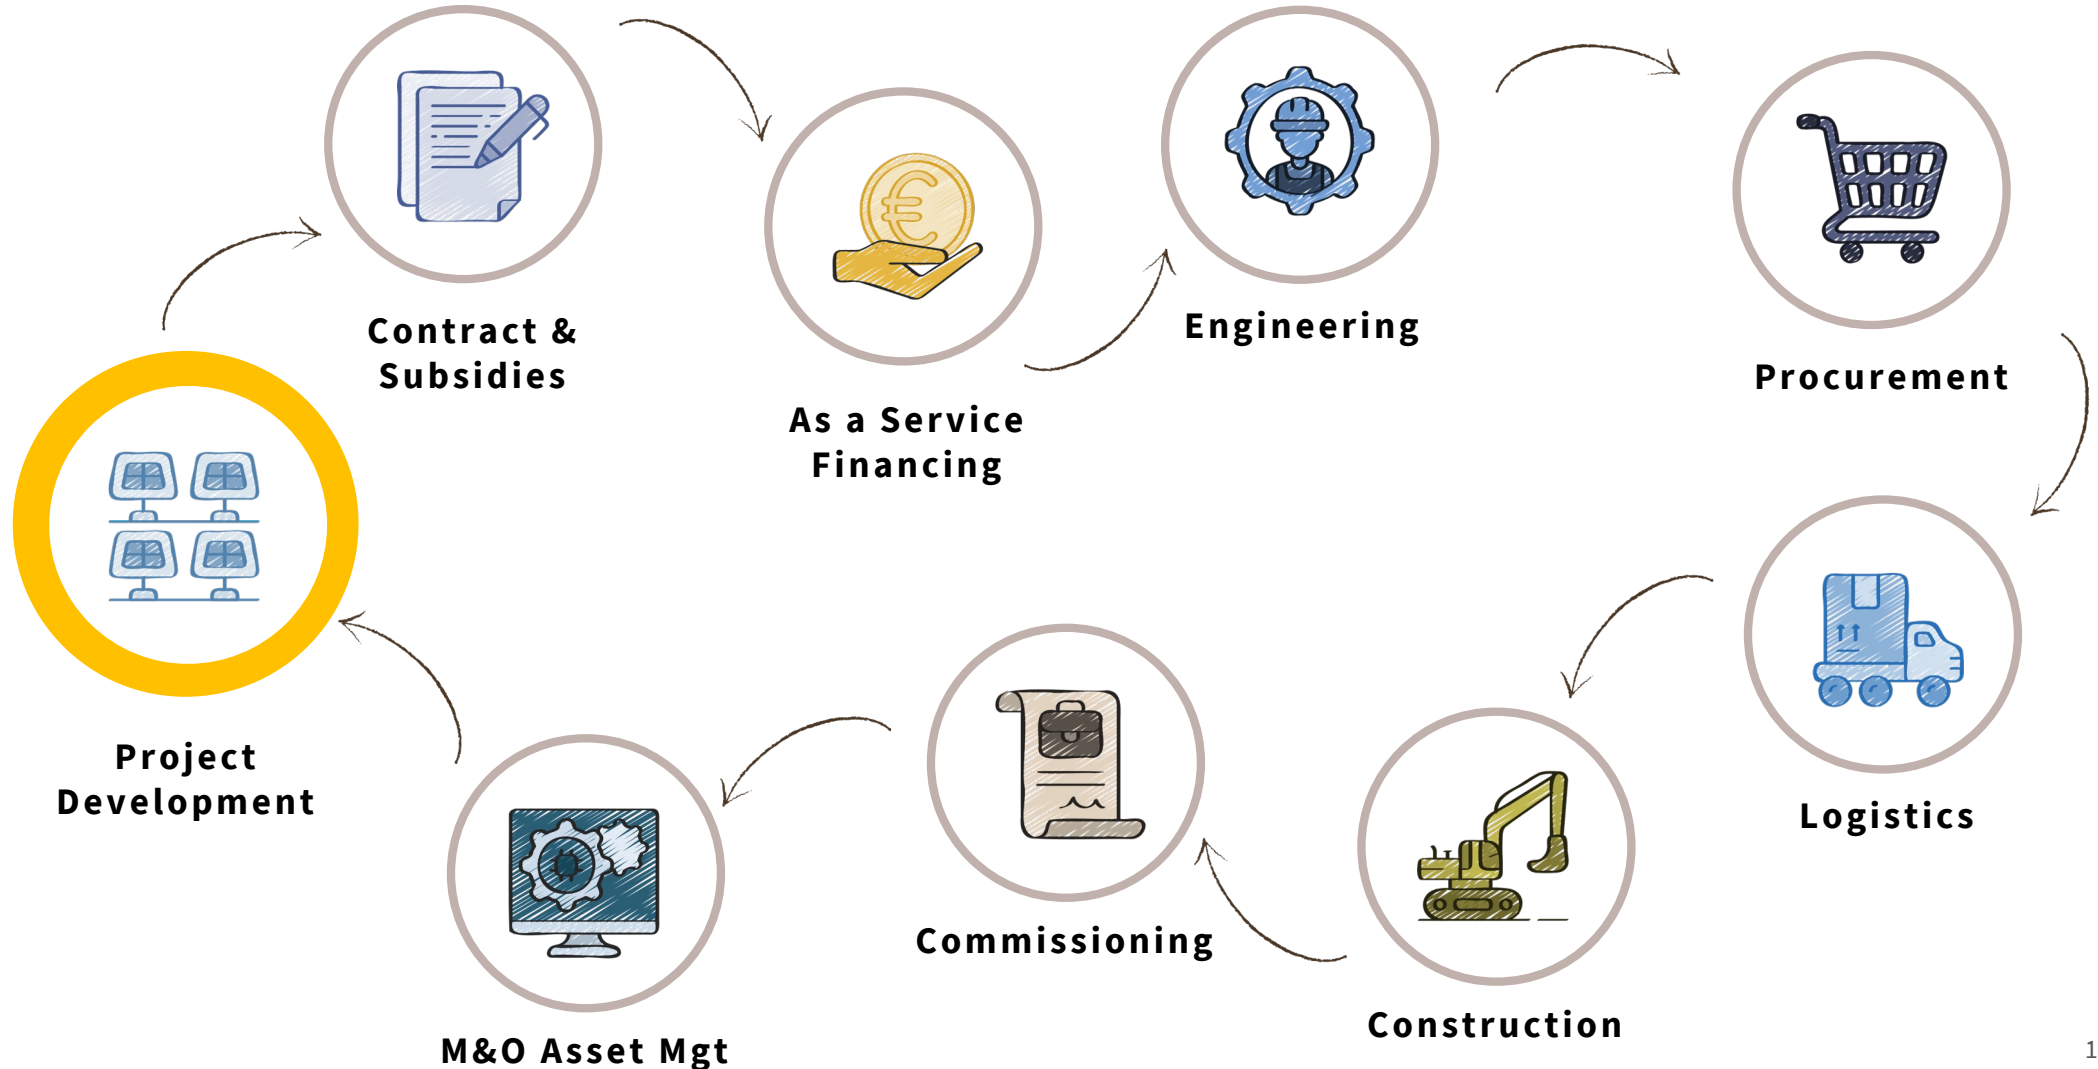 Contract &
Subsidies
As a Service
Financing
Engineering
Procurement
Logistics
Construction
Commissioning
M&O Asset Mgt
Project
Development
1